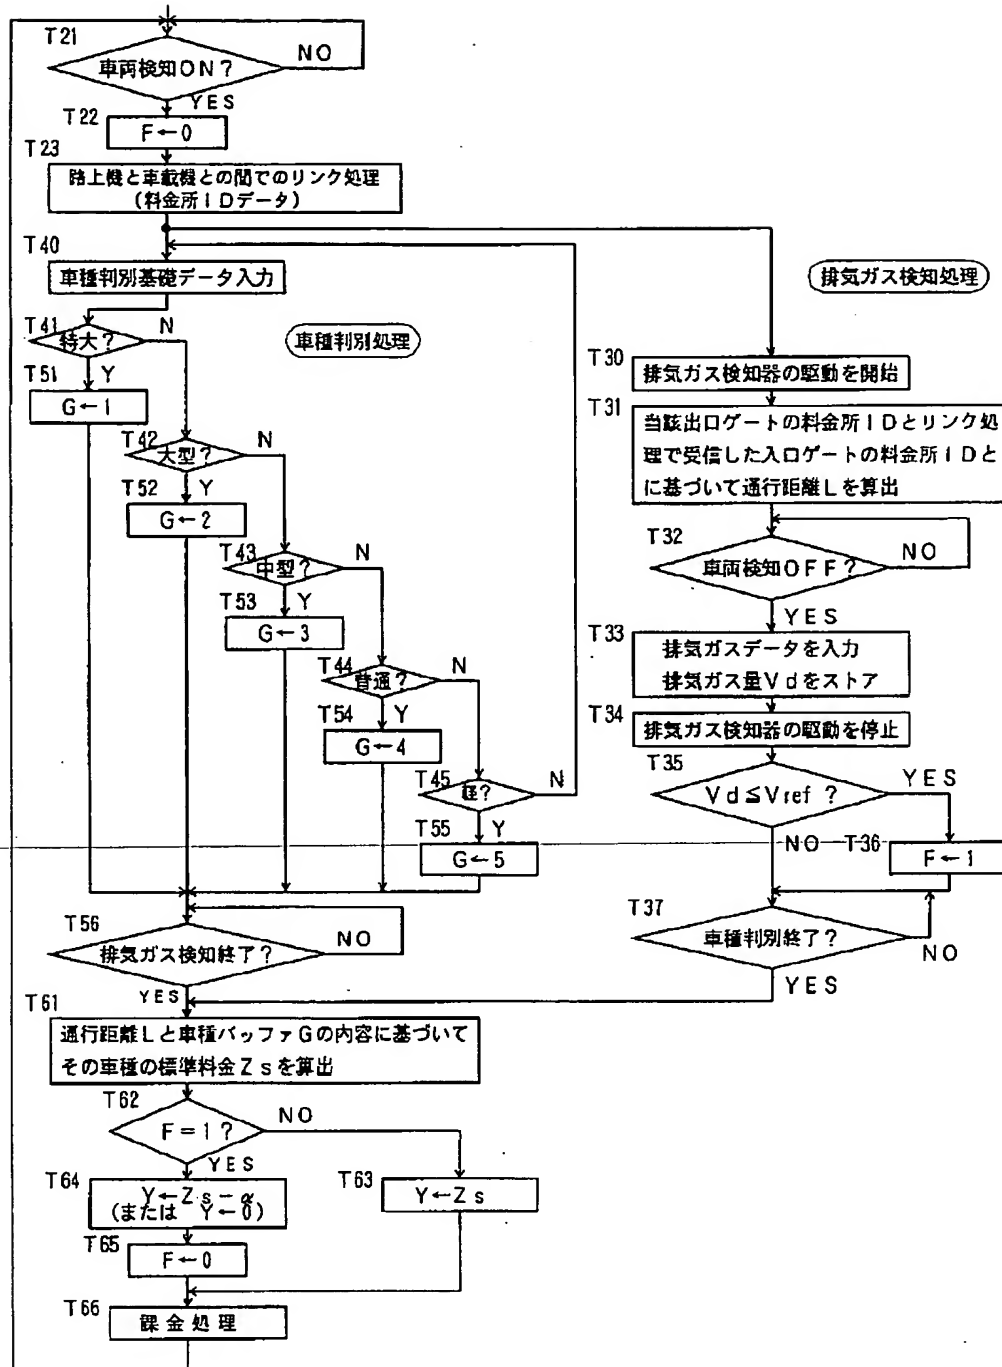 T21
車両検知ON?
NO
YES
T22
F←0
T23
路上機と車載機との間でのリンク処理
(料金所IDデータ)
T40
車種判別基礎データ入力
排気ガス検知処理
T41
特大?
N
車種判別処理
Y
T51
G←1
T30
排気ガス検知器の駆動を開始
T31
当該出口ゲートの料金所IDとリンク処
理で受信した入口ゲートの料金所IDと
に基づいて通行距離Lを算出
T42
大型?
N
Y
T52
G←2
T32
車両検知OFF?
NO
YES
T43
中型?
N
Y
T53
G←3
T33
排気ガスデータを入力
排気ガス量Vdをストア
T44
普通?
N
Y
T54
G←4
T34
排気ガス検知器の駆動を停止
T35
Vd≦Vref?
YES
NO
T36
F←1
T45
軽?
N
Y
T55
G←5
T37
車種判別終了?
NO
YES
T56
排気ガス検知終了?
NO
YES
T61
通行距離Lと車種バッファGの内容に基づいて
その車種の標準料金Zsを算出
T62
F=1?
NO
YES
T64
Y←Zs-α
(または Y←0)
T63
Y←Zs
T65
F←0
T66
課金処理